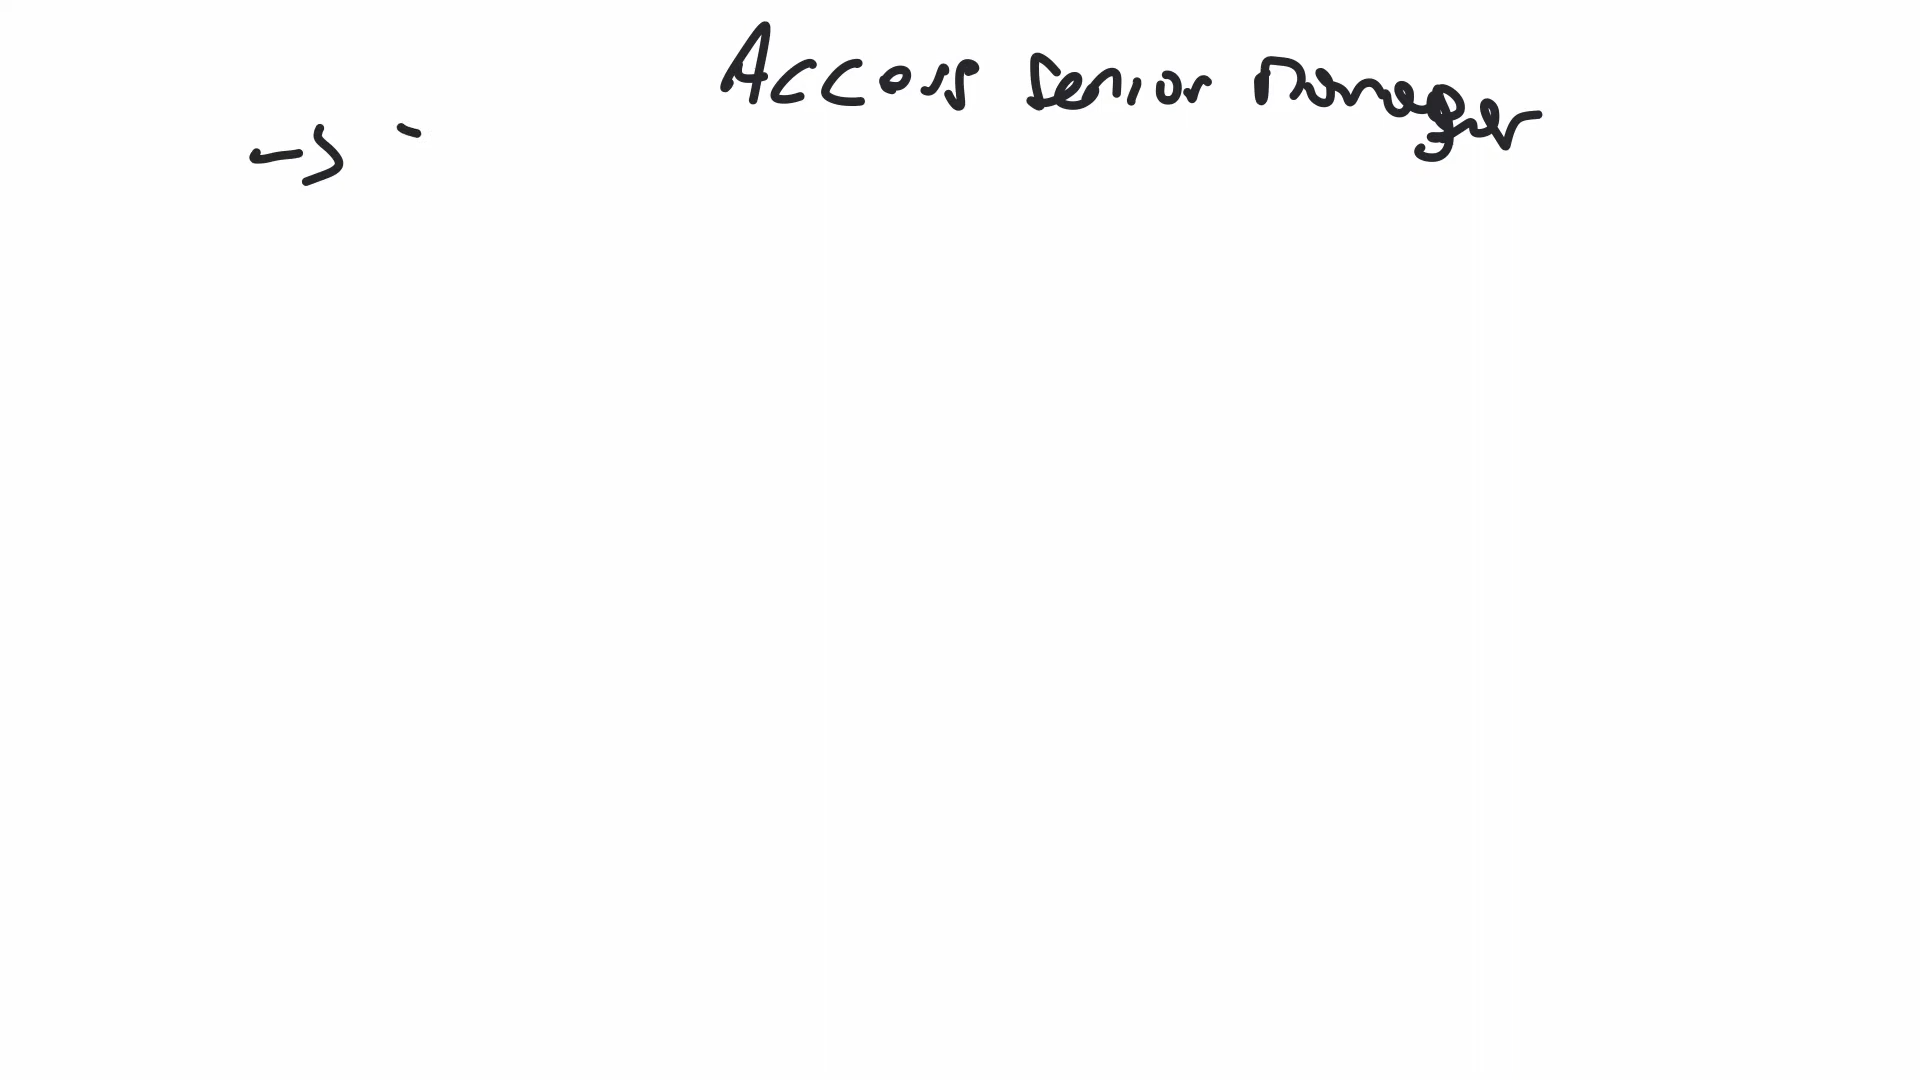 Access Senior Manager
→